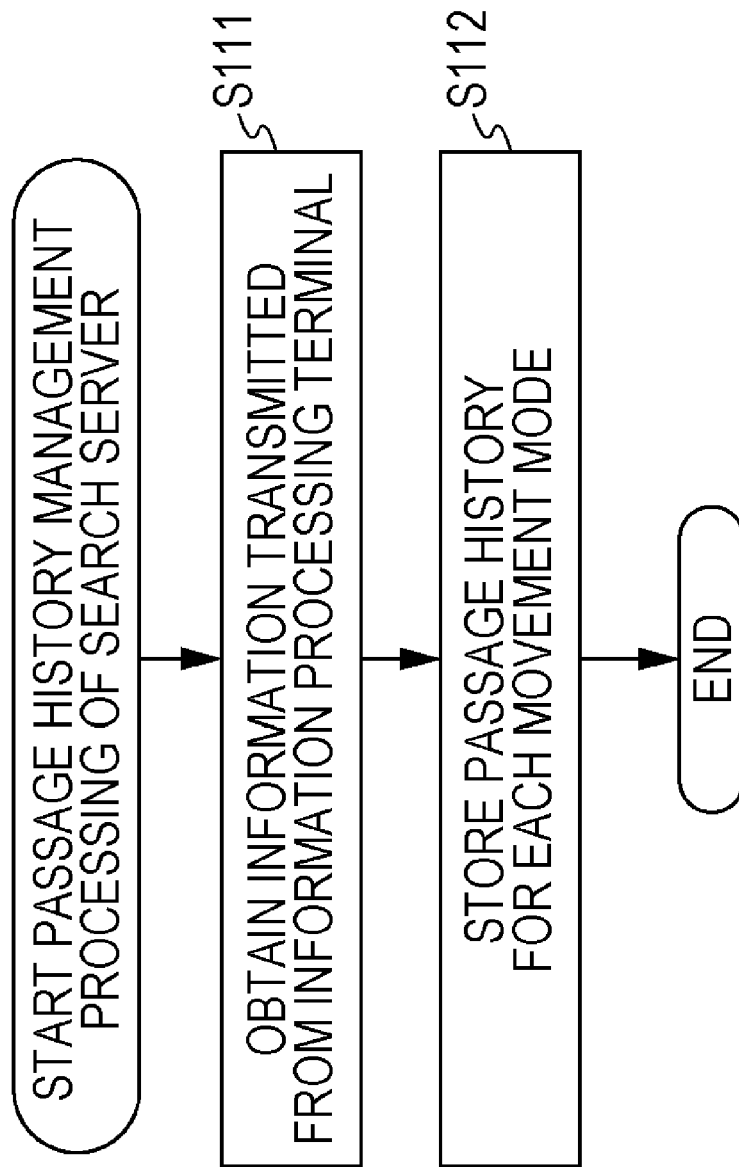 START PASSAGE HISTORY MANAGEMENT
PROCESSING OF SEARCH SERVER
S111
OBTAIN INFORMATION TRANSMITTED
FROM INFORMATION PROCESSING TERMINAL
S112
STORE PASSAGE HISTORY
FOR EACH MOVEMENT MODE
END